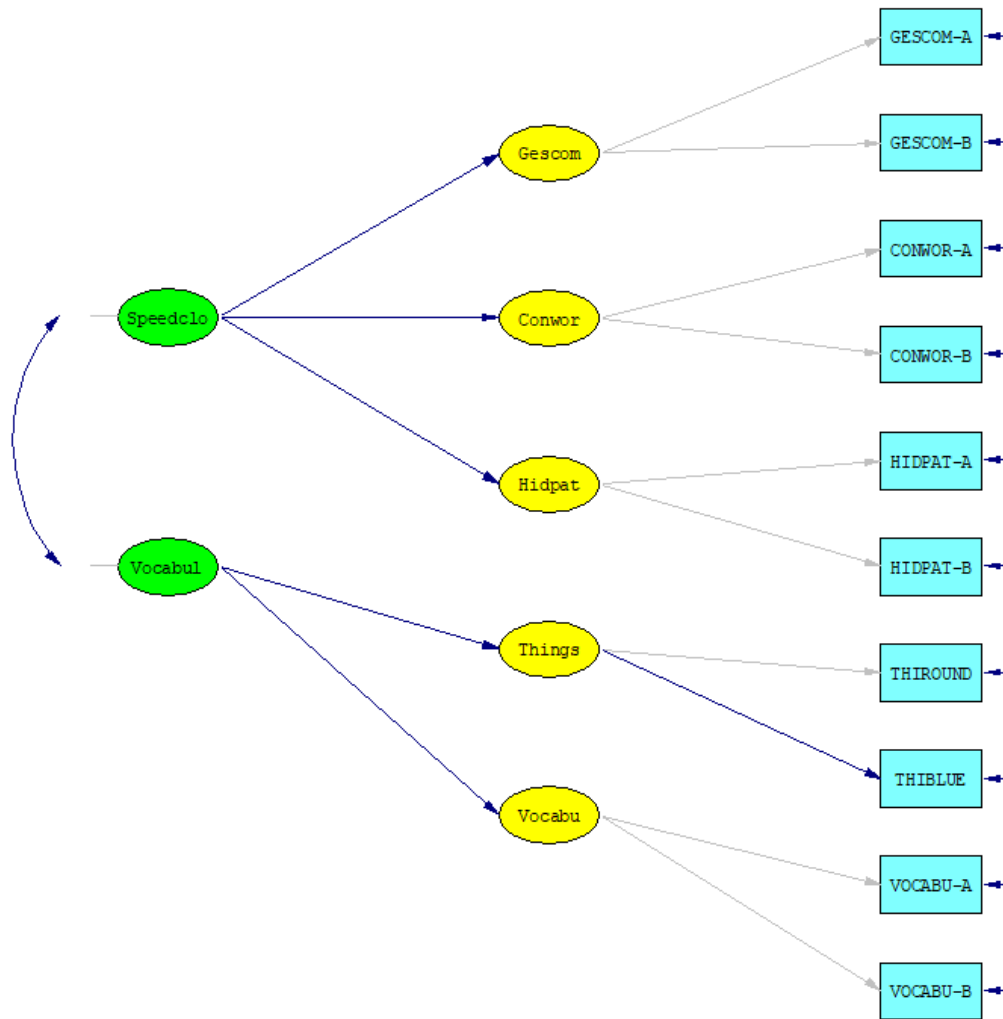 GESCOM-A
GESCOM-B
Gescom
CONWOR-A
Speedclo
Conwor
CONWOR-B
HIDPAT-A
Hidpat
HIDPAT-B
Vocabul
Things
THIROUND
THIBLUE
Vocabu
VOCABU-A
VOCABU-B